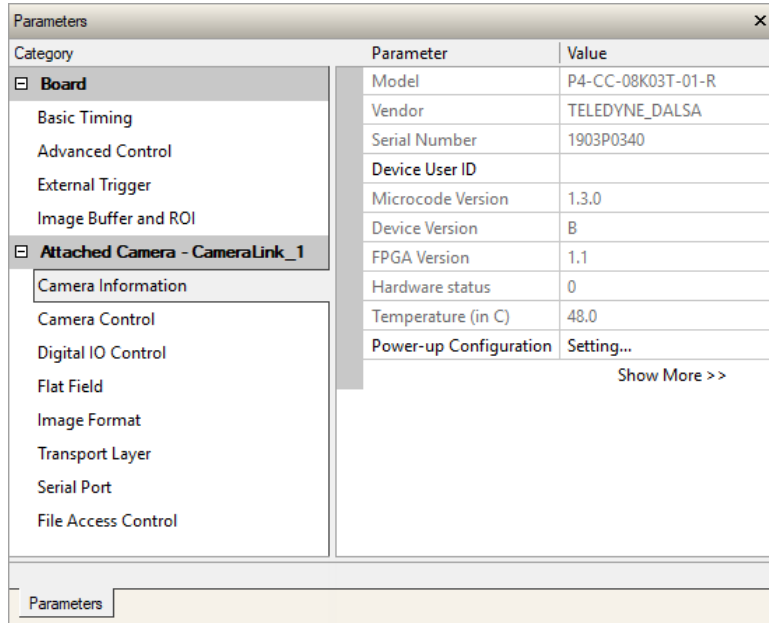 Parameters
Category
Board
Basic Timing
Advanced Control
External Trigger
Image Buffer and ROI
Attached Camera - CameraLink_1
Camera Information
Camera Control
Digital IO Control
Flat Field
Image Format
Transport Layer
Serial Port
File Access Control
Parameter Value
Model P4-CC-08K03T-01-R
Vendor TELEDYNE_DALSA
Serial Number 1903P0340
Device User ID
Microcode Version 1.3.0
Device Version B
FPGA Version 1.1
Hardware status 0
Temperature (in C) 48.0
Power-up Configuration Setting...
Show More >>
Parameters